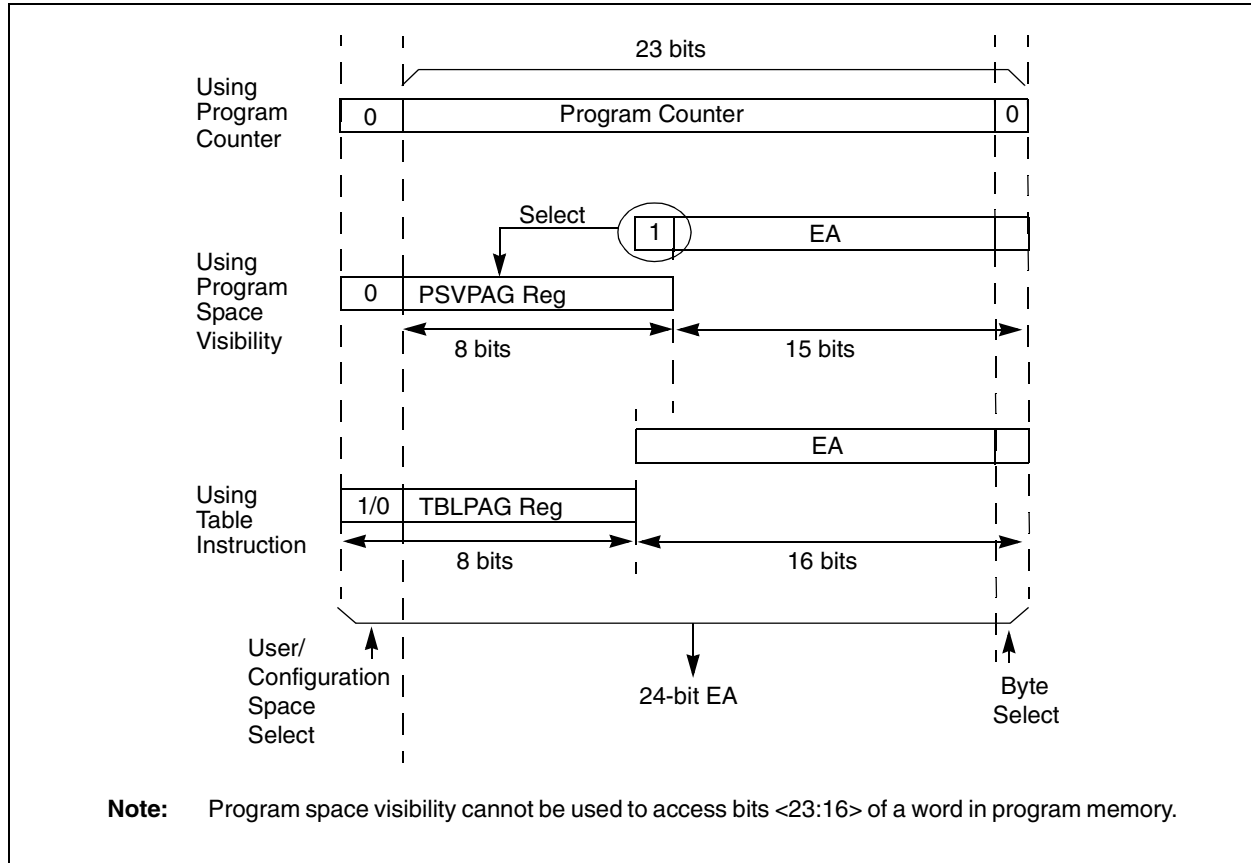 23 bits
Using
Program
Counter
0
Program Counter
0
Select
1
EA
Using
Program
Space
Visibility
0
PSVPAG Reg
8 bits
15 bits
EA
Using
Table
Instruction
1/0
TBLPAG Reg
8 bits
16 bits
User/
Configuration
Space
Select
24-bit EA
Byte
Select
Note: Program space visibility cannot be used to access bits <23:16> of a word in program memory.